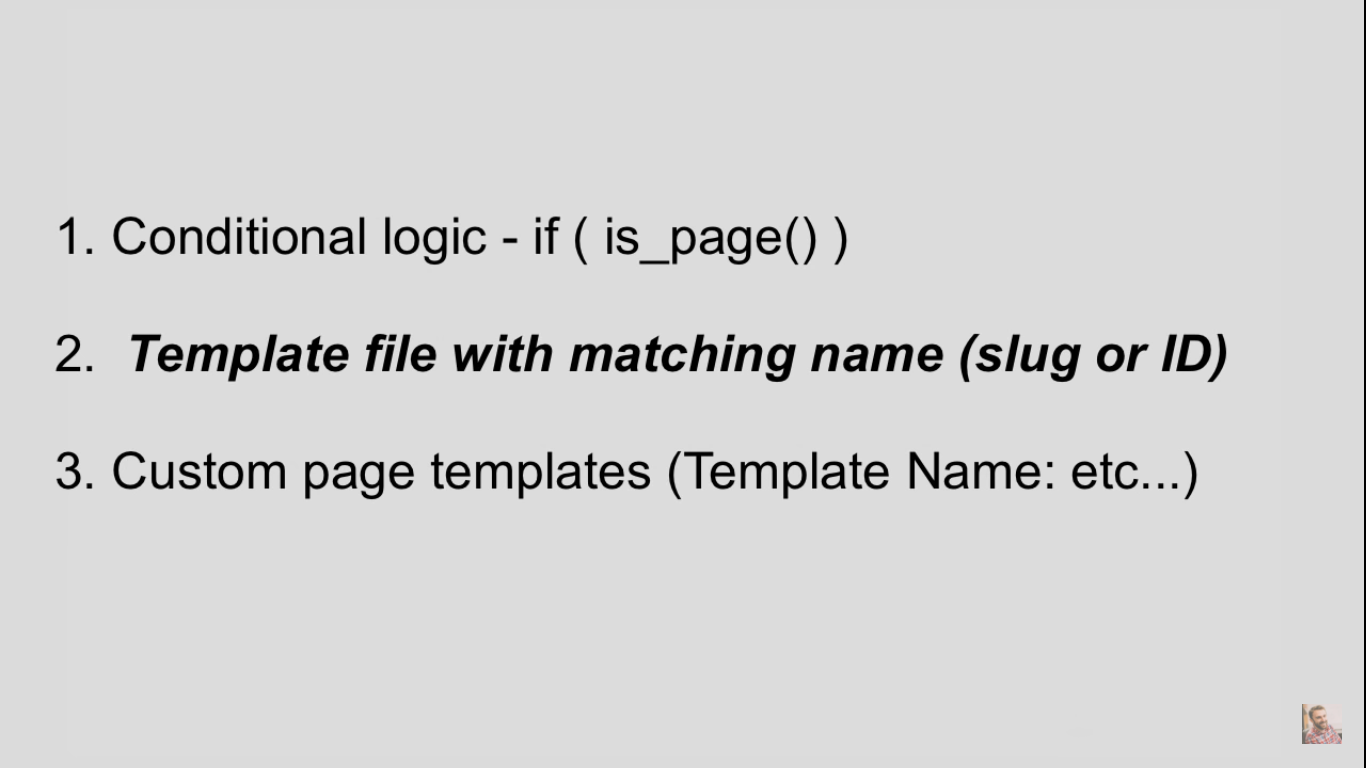 1. Conditional logic - if ( is_page() )
2. Template file with matching name (slug or ID)
3. Custom page templates (Template Name: etc...)